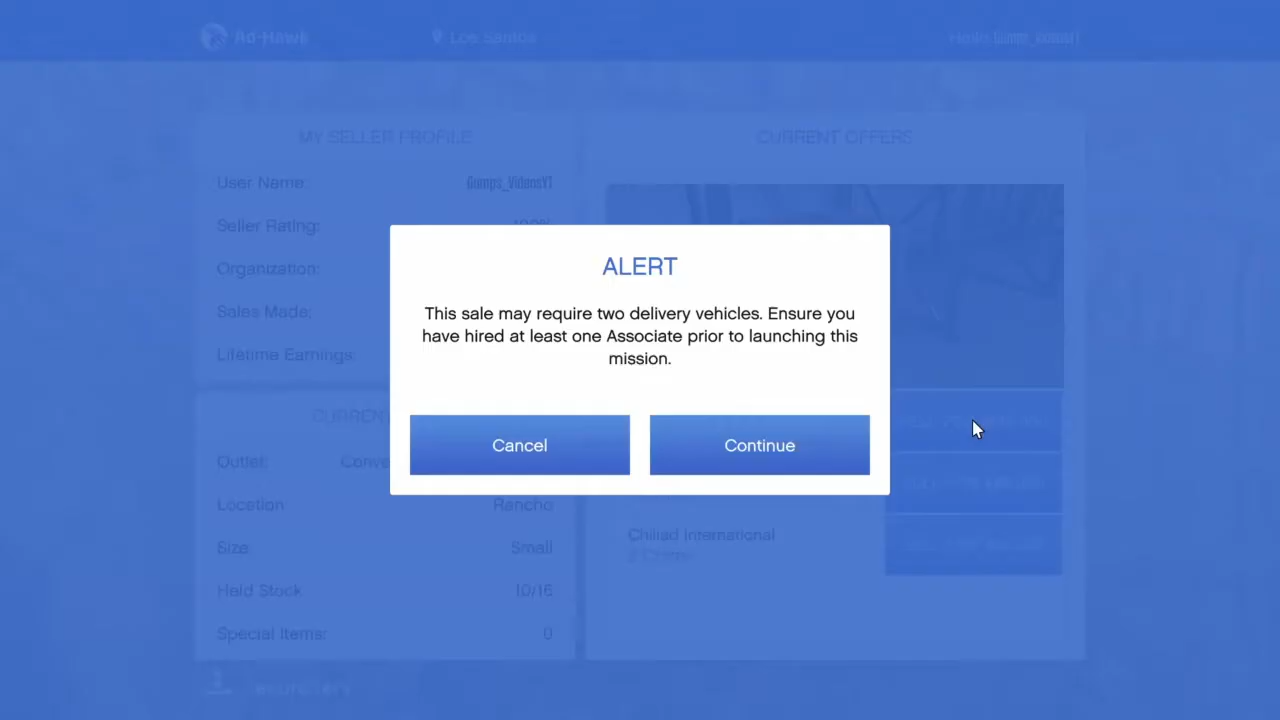 Ad-Hawk
Los Santos
MY SELLER PROFILE
CURRENT OFFERS
User Name:
Gumps_VideosYT
Seller Rating:
100%
Organization:
Sales Made:
Lifetime Earnings:
ALERT
This sale may require two delivery vehicles. Ensure you
have hired at least one Associate prior to launching this
mission.
Cancel
Continue
Outlet:
Location
Rancho
Size
Small
Held Stock
10/16
Special Items:
0
Chiliad International